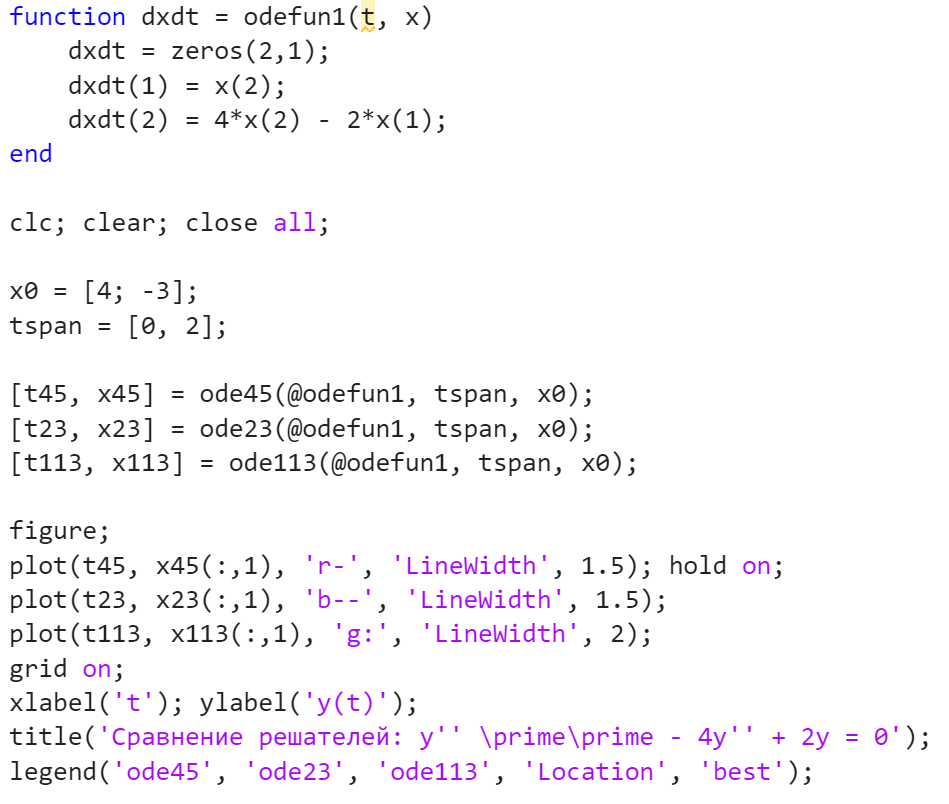 function dxdt = odefun1(t, x)
    dxdt = zeros(2,1);
    dxdt(1) = x(2);
    dxdt(2) = 4*x(2) - 2*x(1);
end

clc; clear; close all;

x0 = [4; -3];
tspan = [0, 2];

[t45, x45] = ode45(@odefun1, tspan, x0);
[t23, x23] = ode23(@odefun1, tspan, x0);
[t113, x113] = ode113(@odefun1, tspan, x0);

figure;
plot(t45, x45(:,1), 'r-', 'LineWidth', 1.5); hold on;
plot(t23, x23(:,1), 'b--', 'LineWidth', 1.5);
plot(t113, x113(:,1), 'g:', 'LineWidth', 2);
grid on;
xlabel('t'); ylabel('y(t)');
title('Сравнение решателей: y'' \prime\prime - 4y'' + 2y = 0');
legend('ode45', 'ode23', 'ode113', 'Location', 'best');